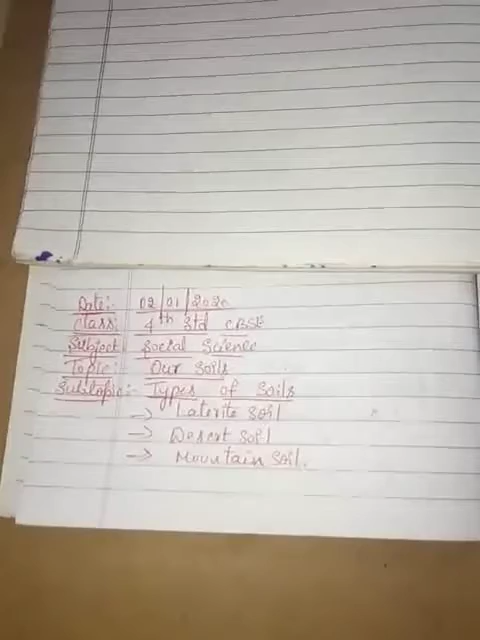 Date:- 02/01/2020
Class: 4th Std CBSE
Subject: Social Science
Topic: Our Soils
Subtopic:- Types of Soils
→ Laterite soil
→ Desert soil
→ Mountain soil.